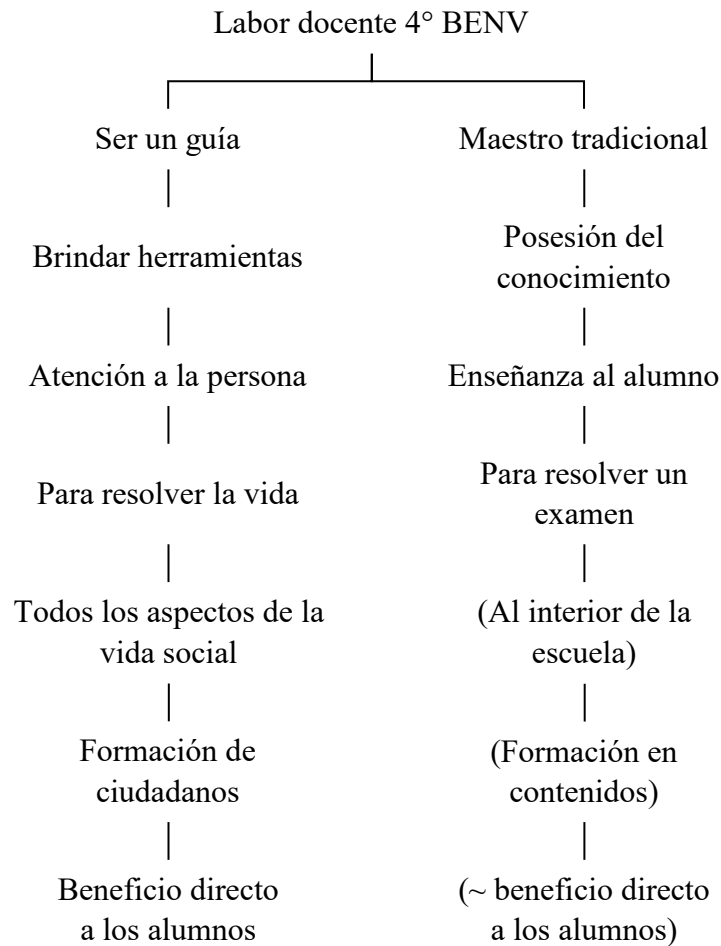 Labor docente 4° BENV
Ser un guía
Maestro tradicional
Brindar herramientas
Posesión del
conocimiento
Atención a la persona
Enseñanza al alumno
Para resolver la vida
Para resolver un
examen
Todos los aspectos de la
vida social
(Al interior de la
escuela)
Formación de
ciudadanos
(Formación en
contenidos)
Beneficio directo
a los alumnos
(~ beneficio directo
a los alumnos)